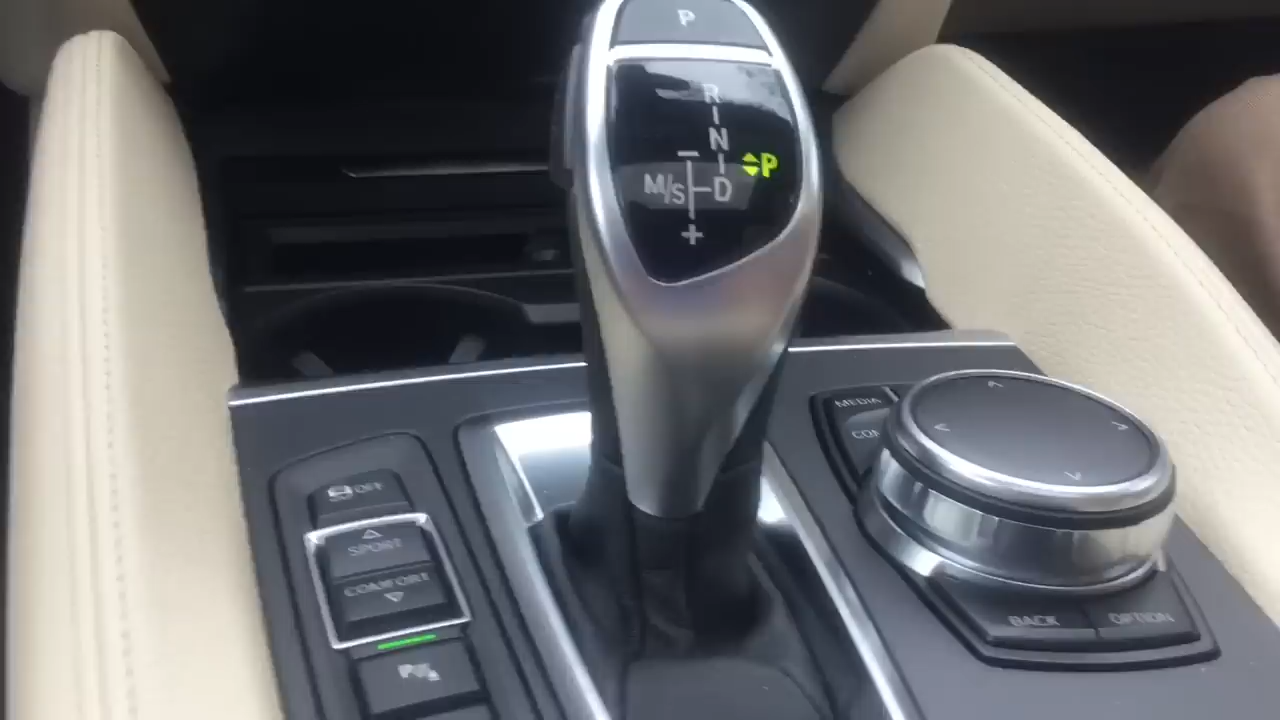 P
R
N
P
M/S
D
−
+
MEDIA
OFF
SPORT
COMFORT
BACK
OPTION